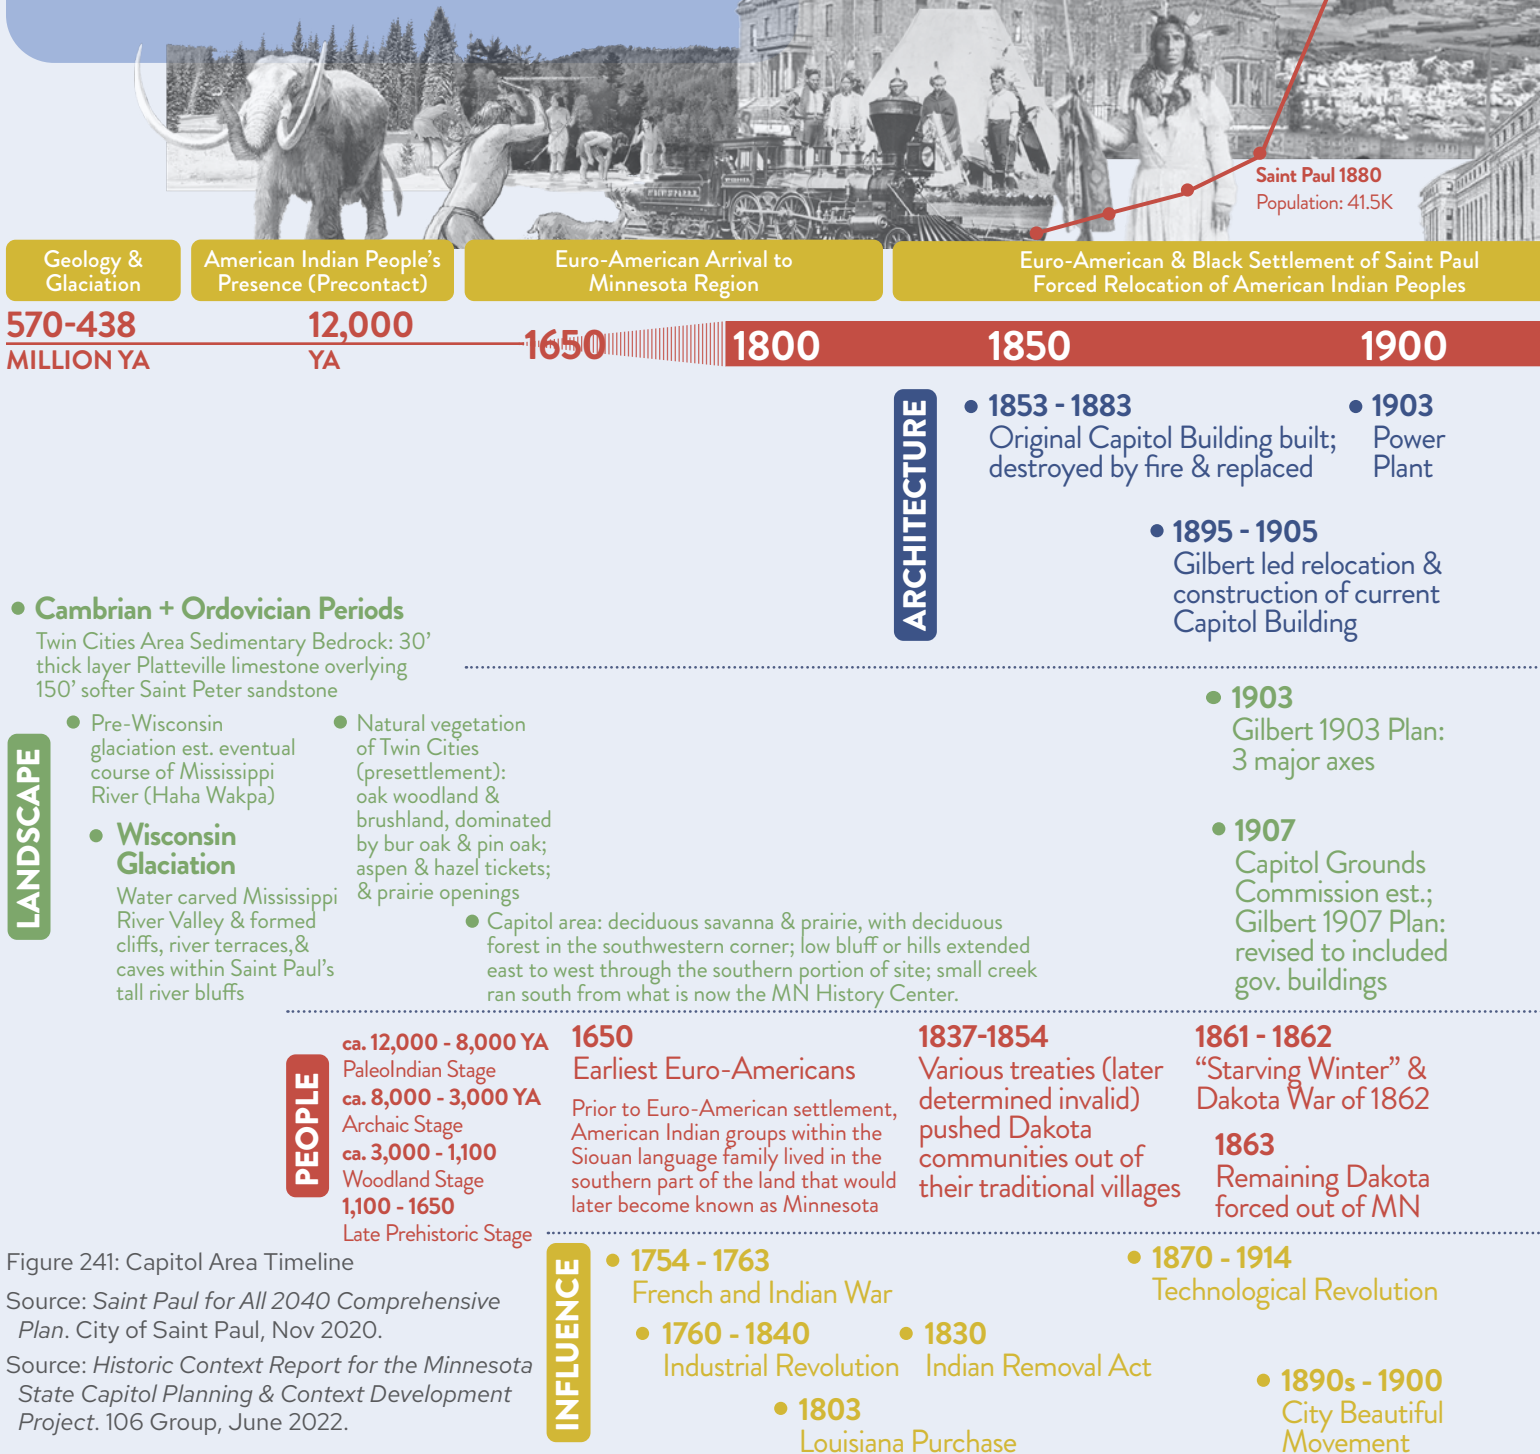 Saint Paul 1880
Population: 41.5K
Geology &
Glaciation
American Indian People's
Presence (Precontact)
Euro-American Arrival to
Minnesota Region
Euro-American & Black Settlement of Saint Paul
Forced Relocation of American Indian Peoples
570-438
MILLION YA
12,000
YA
1650
1800
1850
1900
ARCHITECTURE
1853 - 1883
Original Capitol Building built;
destroyed by fire & replaced
1903
Power
Plant
1895 - 1905
Gilbert led relocation &
construction of current
Capitol Building
LANDSCAPE
Cambrian + Ordovician Periods
Twin Cities Area Sedimentary Bedrock: 30'
thick layer Platteville limestone overlying
150' softer Saint Peter sandstone
Pre-Wisconsin
glaciation est. eventual
course of Mississippi
River (Haha Wakpa)
Wisconsin
Glaciation
Water carved Mississippi
River Valley & formed
cliffs, river terraces,&
caves within Saint Paul's
tall river bluffs
Natural vegetation
of Twin Cities
(presettlement):
oak woodland &
brushland, dominated
by bur oak & pin oak;
aspen & hazel tickets;
& prairie openings
Capitol area: deciduous savanna & prairie, with deciduous
forest in the southwestern corner; low bluff or hills extended
east to west through the southern portion of site; small creek
ran south from what is now the MN History Center.
1903
Gilbert 1903 Plan:
3 major axes
1907
Capitol Grounds
Commission est.;
Gilbert 1907 Plan:
revised to included
gov. buildings
PEOPLE
ca. 12,000 - 8,000 YA
PaleoIndian Stage
ca. 8,000 - 3,000 YA
Archaic Stage
ca. 3,000 - 1,100
Woodland Stage
1,100 - 1650
Late Prehistoric Stage
1650
Earliest Euro-Americans
Prior to Euro-American settlement,
American Indian groups within the
Siouan language family lived in the
southern part of the land that would
later become known as Minnesota
1837-1854
Various treaties (later
determined invalid)
pushed Dakota
communities out of
their traditional villages
1861 - 1862
“Starving Winter” &
Dakota War of 1862
1863
Remaining Dakota
forced out of MN
INFLUENCE
1754 - 1763
French and Indian War
1760 - 1840
Industrial Revolution
1803
Louisiana Purchase
1830
Indian Removal Act
1870 - 1914
Technological Revolution
1890s - 1900
City Beautiful
Movement
Figure 241: Capitol Area Timeline
Source: Saint Paul for All 2040 Comprehensive
Plan. City of Saint Paul, Nov 2020.
Source: Historic Context Report for the Minnesota
State Capitol Planning & Context Development
Project. 106 Group, June 2022.